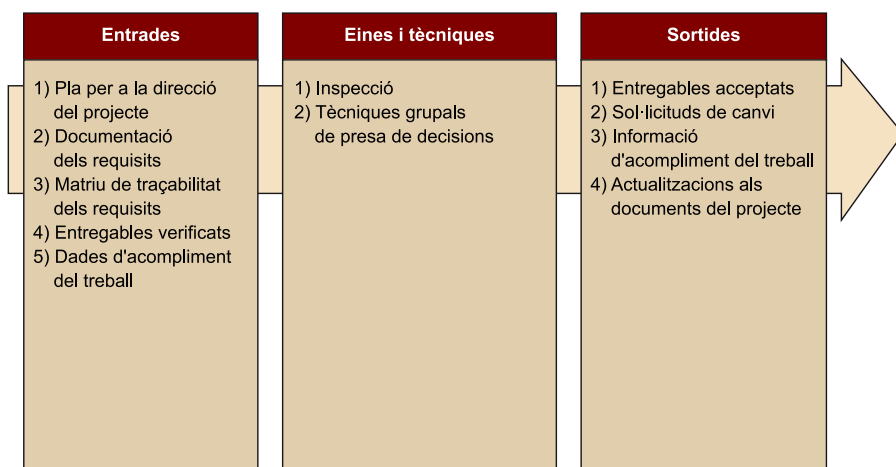 Entrades
1) Pla per a la direcció
del projecte
2) Documentació
dels requisits
3) Matriu de traçabilitat
dels requisits
4) Entregables verificats
5) Dades d'acompliment
del treball
Eines i tècniques
1) Inspecció
2) Tècniques grupals
de presa de decisions
Sortides
1) Entregables acceptats
2) Sol·licituds de canvi
3) Informació
d'acompliment del treball
4) Actualitzacions als
documents del projecte